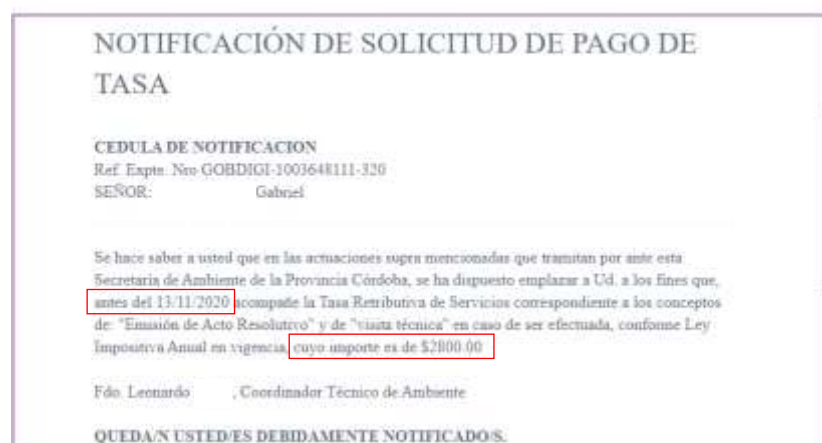 NOTIFICACIÓN DE SOLICITUD DE PAGO DE
TASA
CEDULA DE NOTIFICACION
Ref. Expte. Nro GOBDIGI-1003648111-320
SEÑOR: Gabriel
Se hace saber a usted que en las actuaciones supra mencionadas que tramitan por ante esta
Secretaría de Ambiente de la Provincia Córdoba, se ha dispuesto emplazar a Ud. a los fines que,
antes del 13/11/2020 acompañe la Tasa Retributiva de Servicios correspondiente a los conceptos
de: "Emisión de Acto Resolutivo" y de "visita técnica" en caso de ser efectuada, conforme Ley
Impositiva Anual en vigencia, cuyo importe es de $2800.00
Fdo. Leonardo , Coordinador Técnico de Ambiente
QUEDA/N USTED/ES DEBIDAMENTE NOTIFICADO/S.